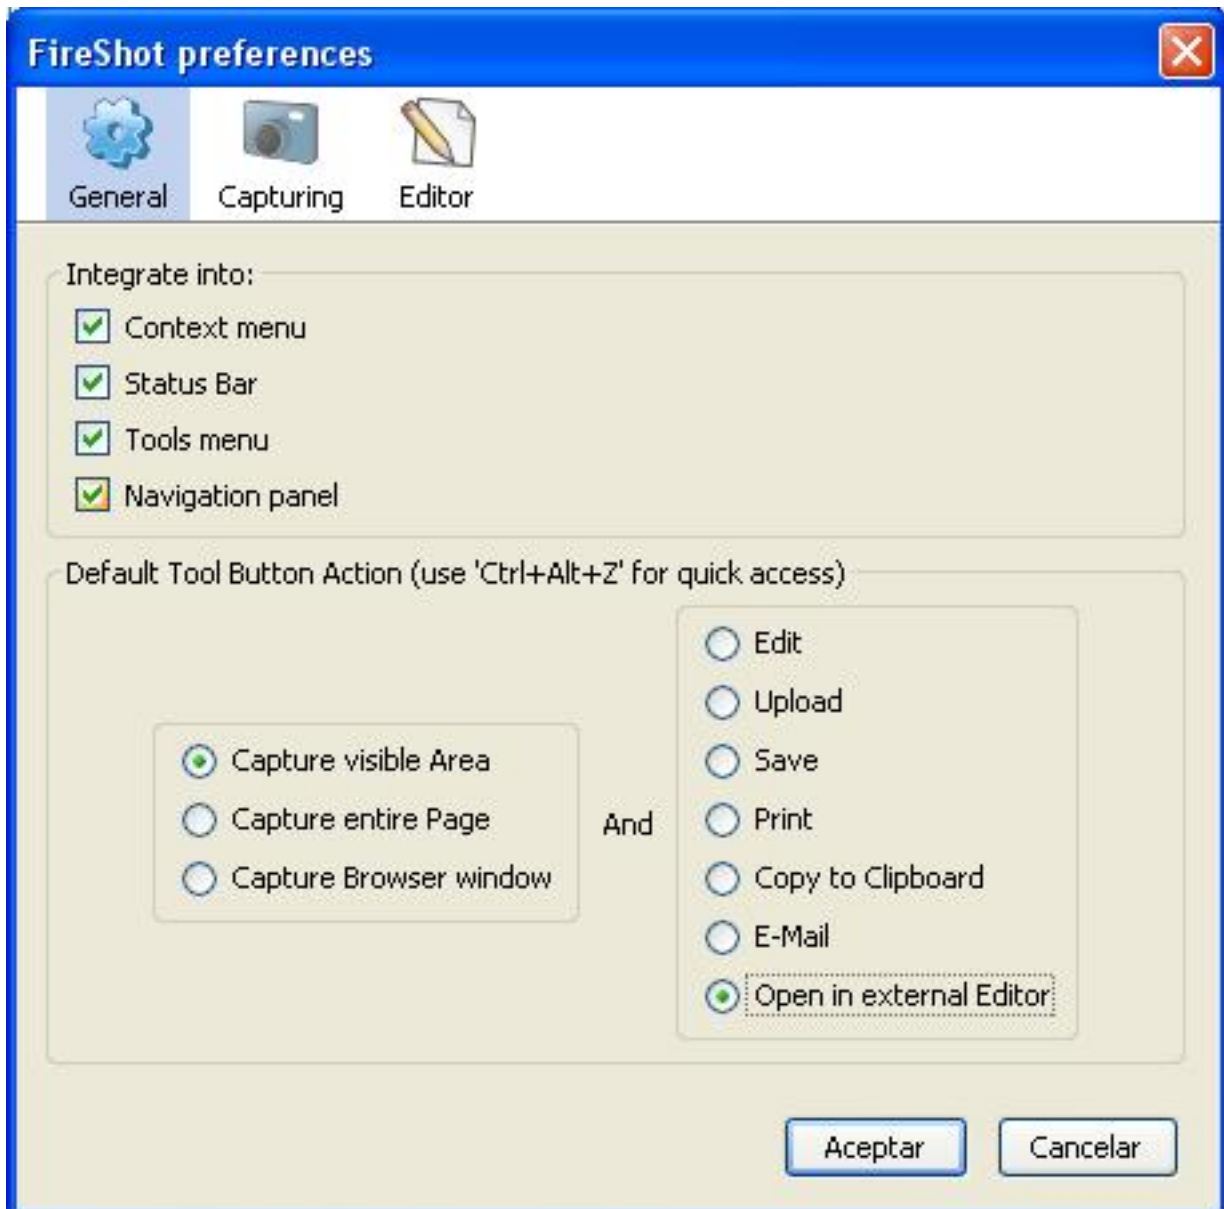 FireShot preferences
General
Capturing
Editor
Integrate into:
Context menu
Status Bar
Tools menu
Navigation panel
Default Tool Button Action (use 'Ctrl+Alt+Z' for quick access)
Capture visible Area
Capture entire Page
Capture Browser window
And
Edit
Upload
Save
Print
Copy to Clipboard
E-Mail
Open in external Editor
Aceptar
Cancelar